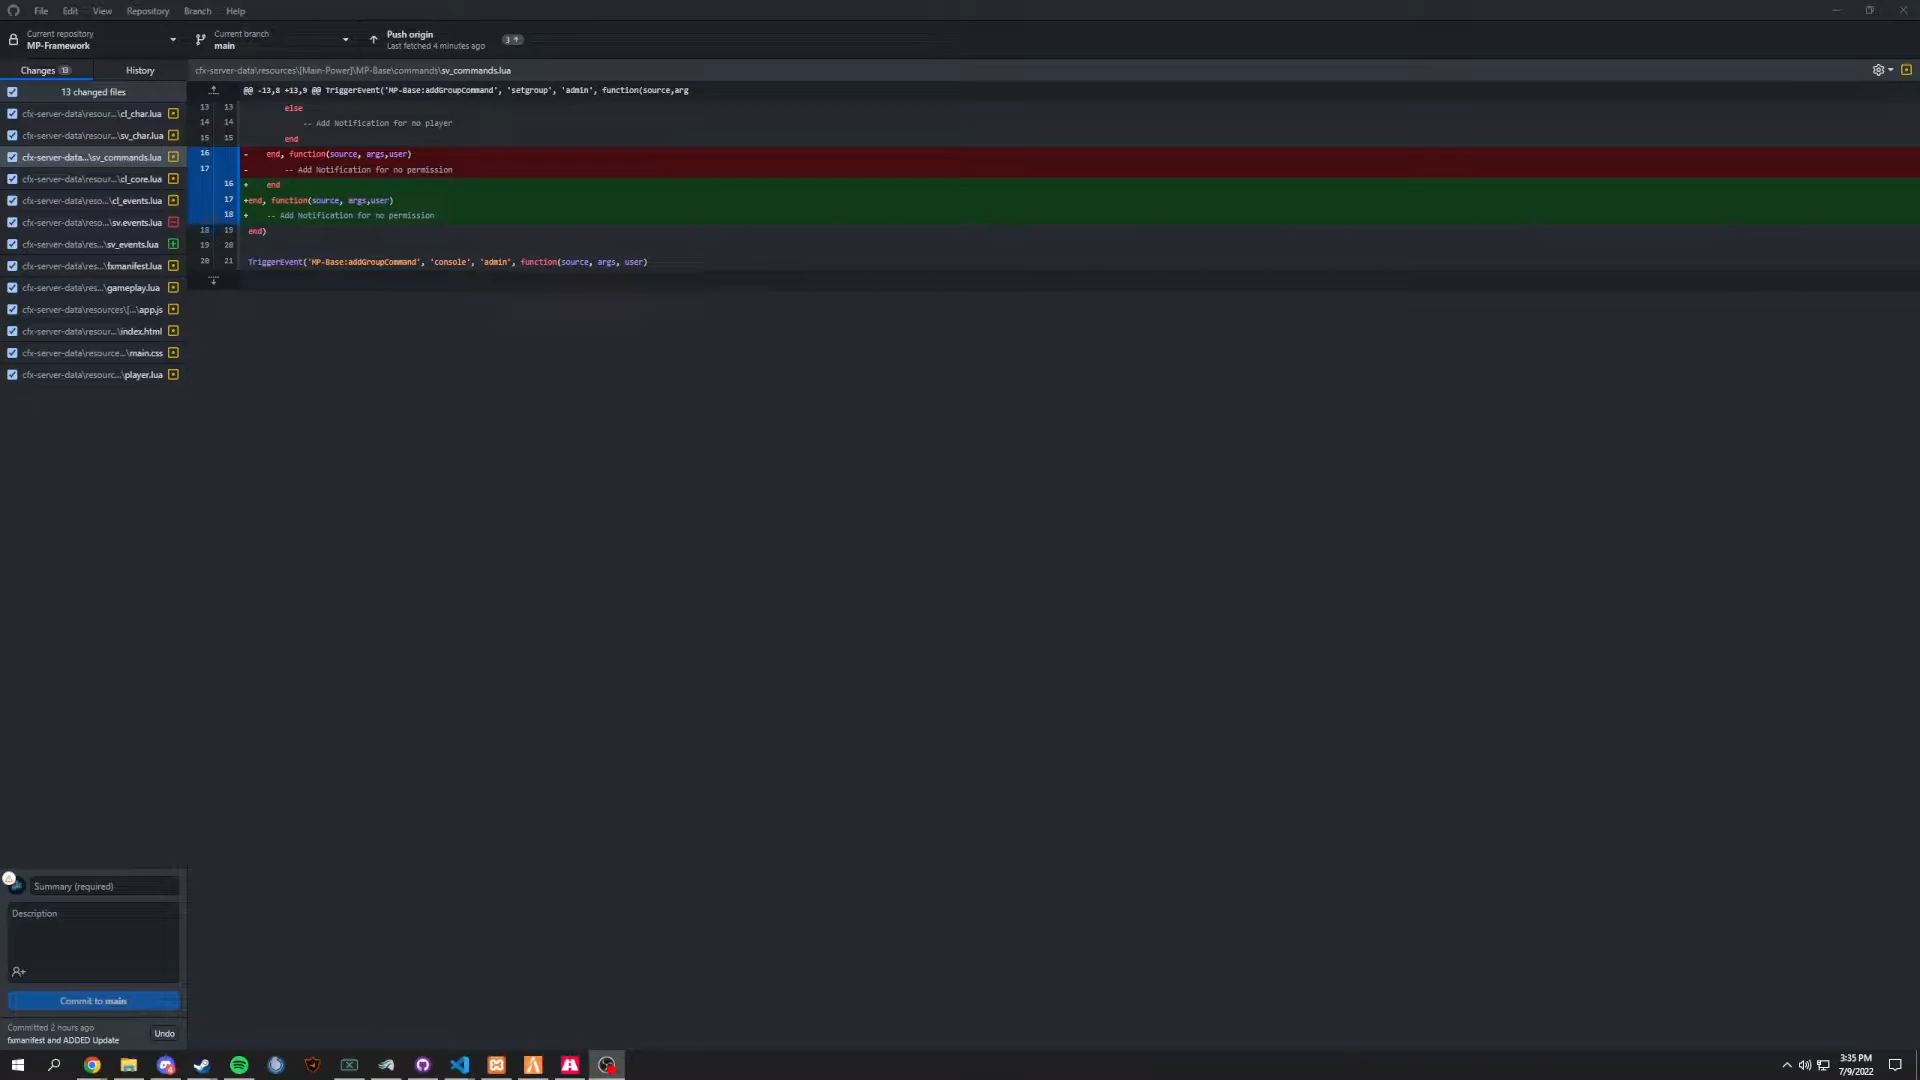 File Edit View Repository Branch Help
Current repository
MP-Framework
Current branch
main
Push origin
Last fetched 4 minutes ago
3
Changes 13
History
cfx-server-data\resources\[Main-Power]\MP-Base\commands\sv_commands.lua
13 changed files
cfx-server-data\resour...\cl_char.lua
cfx-server-data\resour...\sv_char.lua
cfx-server-data...\sv_commands.lua
cfx-server-data\resour...\cl_core.lua
cfx-server-data\reso...\cl_events.lua
cfx-server-data\reso...\sv.events.lua
cfx-server-data\res...\sv_events.lua
cfx-server-data\res...\fxmanifest.lua
cfx-server-data\res...\gameplay.lua
cfx-server-data\resources\[...\app.js
cfx-server-data\resour...\index.html
cfx-server-data\resource...\main.css
cfx-server-data\resourc...\player.lua
@@ -13,8 +13,9 @@ TriggerEvent('MP-Base:addGroupCommand', 'setgroup', 'admin', function(source,arg
13 13 else
14 14 -- Add Notification for no player
15 15 end
16 - end, function(source, args,user)
17 - -- Add Notification for no permission
16 + end
17 +end, function(source, args,user)
18 + -- Add Notification for no permission
18 19 end)
19 20
20 21 TriggerEvent('MP-Base:addGroupCommand', 'console', 'admin', function(source, args, user)
Summary (required)
Description
Commit to main
Committed 2 hours ago
fxmanifest and ADDED Update
Undo
3:35 PM
7/9/2022